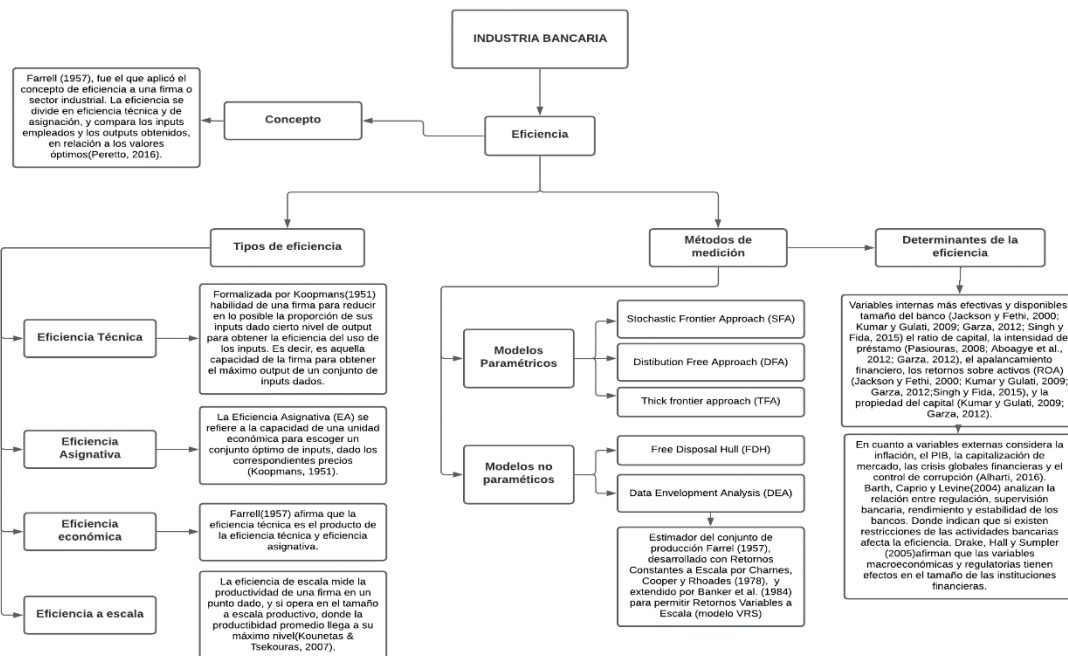 INDUSTRIA BANCARIA
Farrell (1957), fue el que aplicó el
concepto de eficiencia a una firma o
sector industrial. La eficiencia se
divide en eficiencia técnica y de
asignación, y compara los inputs
empleados y los outputs obtenidos,
en relación a los valores
óptimos(Peretto, 2016).
Concepto
Eficiencia
Tipos de eficiencia
Eficiencia Técnica
Formalizada por Koopmans(1951)
habilidad de una firma para reducir
en lo posible la proporción de sus
inputs dado cierto nivel de output
para obtener la eficiencia del uso de
los inputs. Es decir, es aquella
capacidad de la firma para obtener
el máximo output de un conjunto de
inputs dados.
Eficiencia
Asignativa
La Eficiencia Asignativa (EA) se
refiere a la capacidad de una unidad
económica para escoger un
conjunto óptimo de inputs, dado los
correspondientes precios
(Koopmans, 1951).
Eficiencia
económica
Farrell(1957) afirma que la
eficiencia técnica es el producto de
la eficiencia técnica y eficiencia
asignativa.
Eficiencia a escala
La eficiencia de escala mide la
productividad de una firma en un
punto dado, y si opera en el tamaño
a escala productivo, donde la
productibidad promedio llega a su
máximo nivel(Kounetas &
Tsekouras, 2007).
Métodos de
medición
Modelos
Paramétricos
Stochastic Frontier Approach (SFA)
Distibution Free Approach (DFA)
Thick frontier approach (TFA)
Modelos no
paraméticos
Free Disposal Hull (FDH)
Data Envelopment Analysis (DEA)
Estimador del conjunto de
producción Farrel (1957),
desarrollado con Retornos
Constantes a Escala por Charnes,
Cooper y Rhoades (1978), y
extendido por Banker et al. (1984)
para permitir Retornos Variables a
Escala (modelo VRS)
Determinantes de la
eficiencia
Variables internas más efectivas y disponibles
tamaño del banco (Jackson y Fethi, 2000;
Kumar y Gulati, 2009; Garza, 2012; Singh y
Fida, 2015) el ratio de capital, la intensidad de
préstamo (Pasiouras, 2008; Aboagye et al.,
2012; Garza, 2012), el apalancamiento
financiero, los retornos sobre activos (ROA)
(Jackson y Fethi, 2000; Kumar y Gulati, 2009;
Garza, 2012;Singh y Fida, 2015), y la
propiedad del capital (Kumar y Gulati, 2009;
Garza, 2012).
En cuanto a variables externas considera la
inflación, el PIB, la capitalización de
mercado, las crisis globales financieras y el
control de corrupción (Alharti, 2016).
Barth, Caprio y Levine(2004) analizan la
relación entre regulación, supervisión
bancaria, rendimiento y estabilidad de los
bancos. Donde indican que si existen
restricciones de las actividades bancarias
afecta la eficiencia. Drake, Hall y Sumpler
(2005)afirman que las variables
macroeconómicas y regulatorias tienen
efectos en el tamaño de las instituciones
financieras.